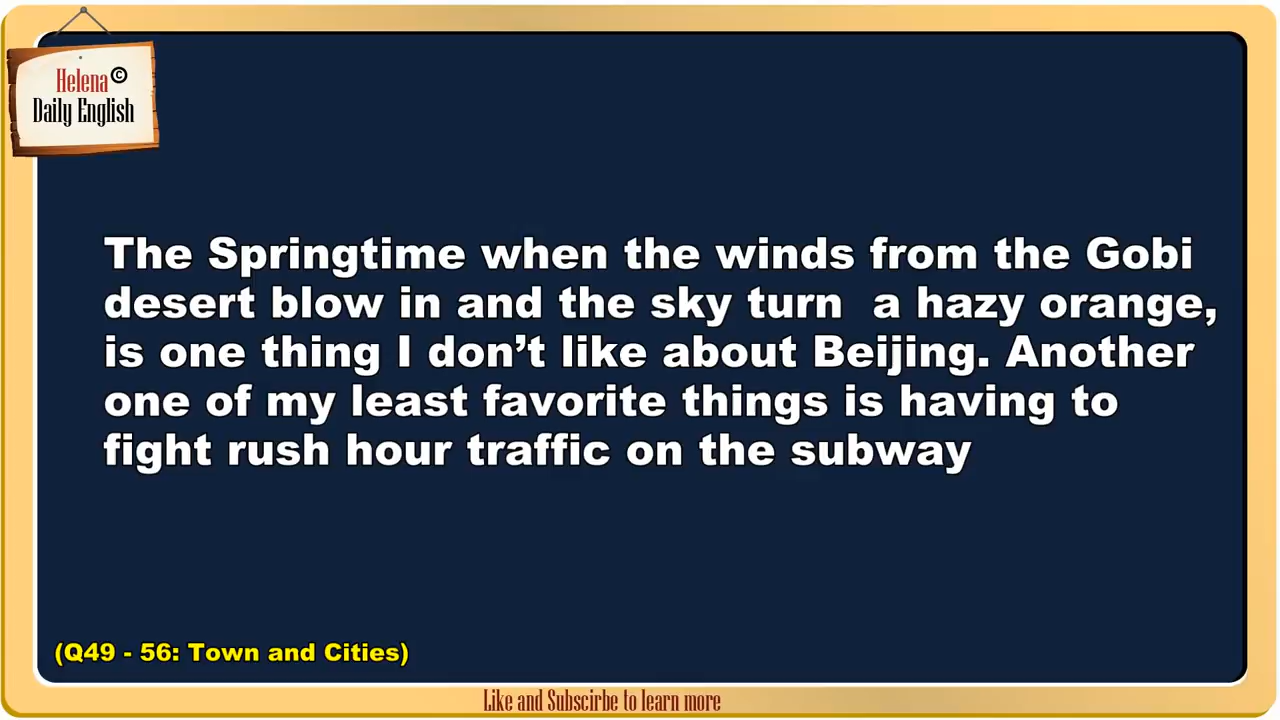 Helena©
Daily English
The Springtime when the winds from the Gobi
desert blow in and the sky turn a hazy orange,
is one thing I don’t like about Beijing. Another
one of my least favorite things is having to
fight rush hour traffic on the subway
(Q49 - 56: Town and Cities)
Like and Subscirbe to learn more